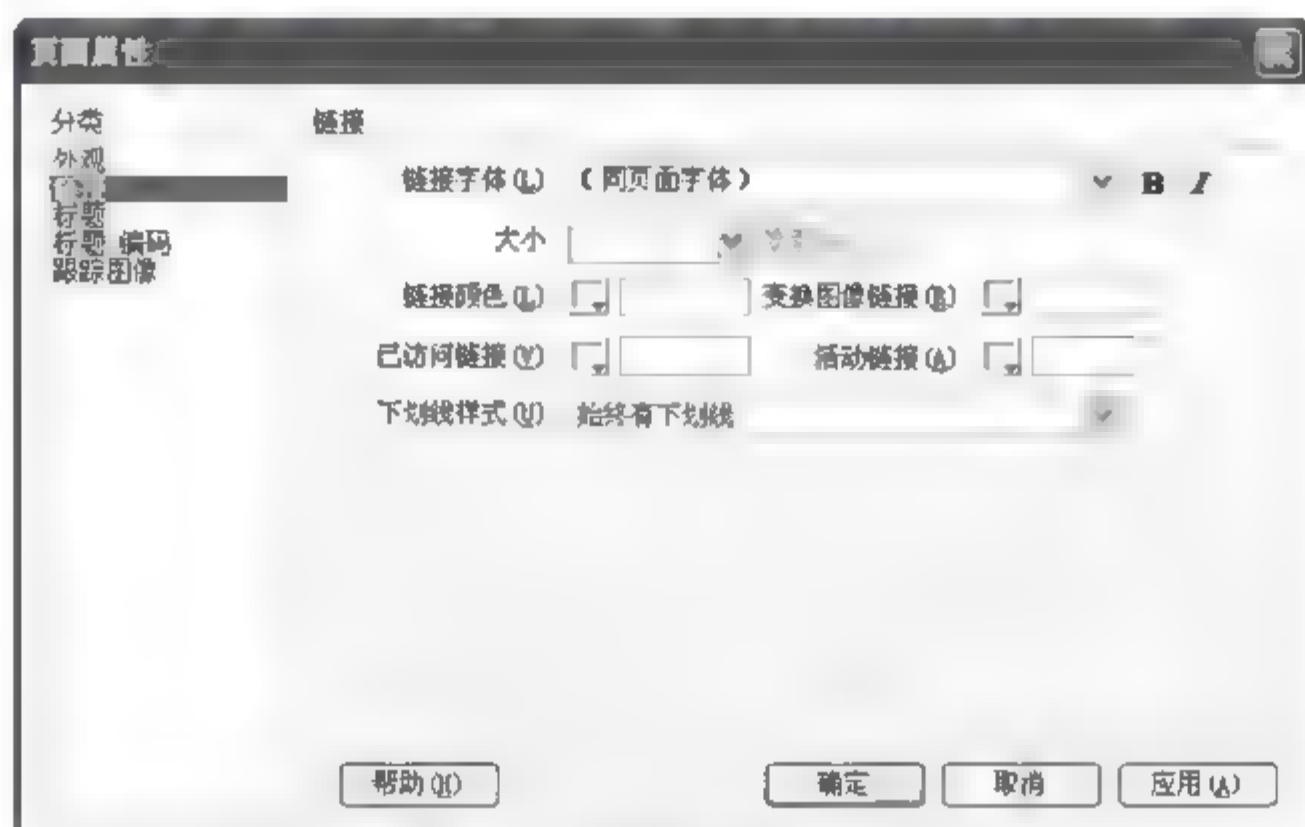 页面属性
分类
外观
标题
标题 编码
跟踪图像
链接
链接字体(L) (同页面字体) B I
大小
链接颜色(L) 变换图像链接(R)
已访问链接(V) 活动链接(A)
下划线样式(U) 始终有下划线
帮助(H) 确定 取消 应用(A)